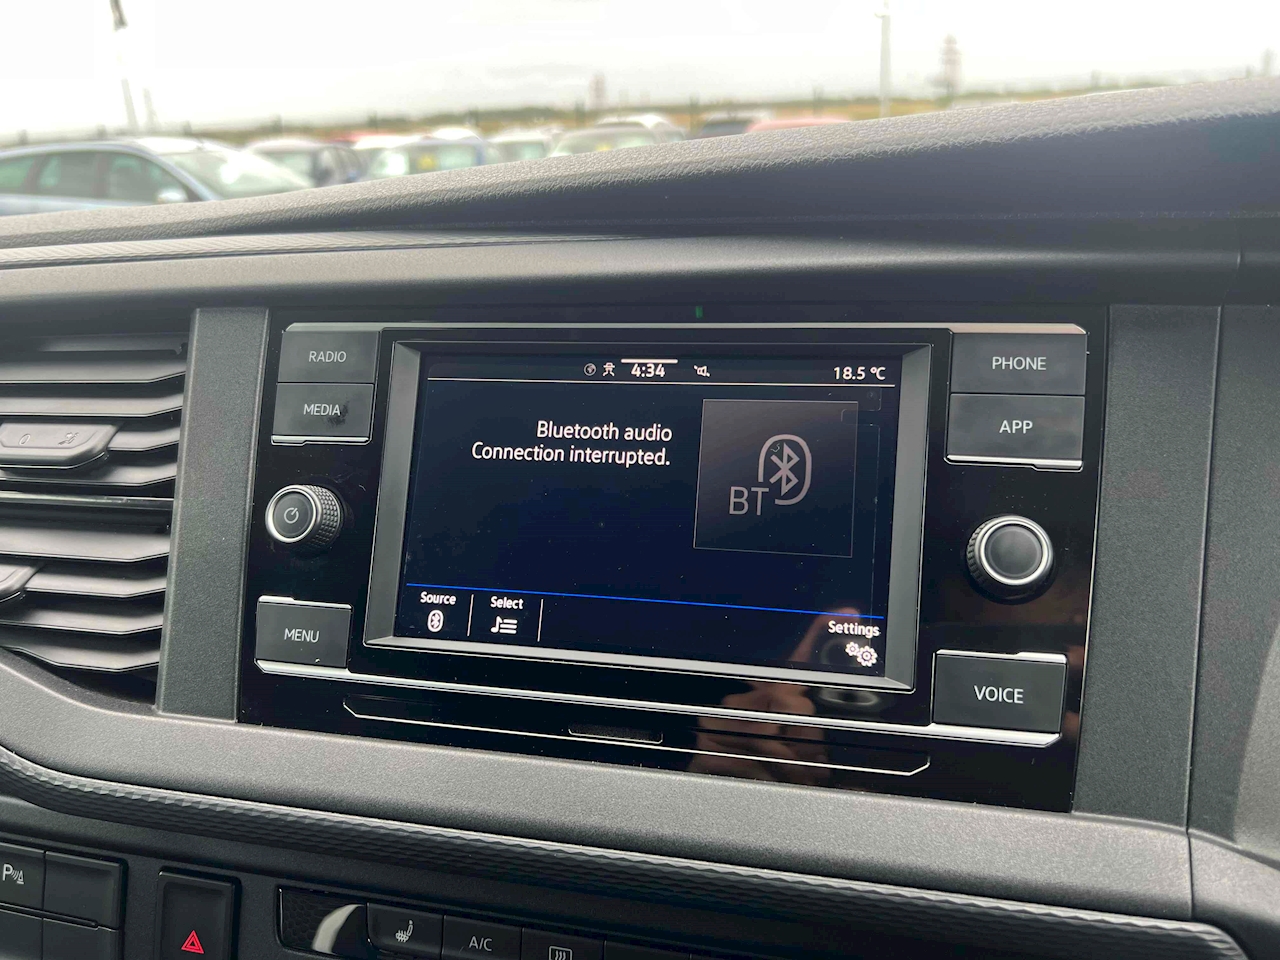 RADIO
MEDIA
MENU
4:34
18.5 °C
Bluetooth audio
Connection interrupted.
BT
Source
Select
Settings
PHONE
APP
VOICE
P
A/C